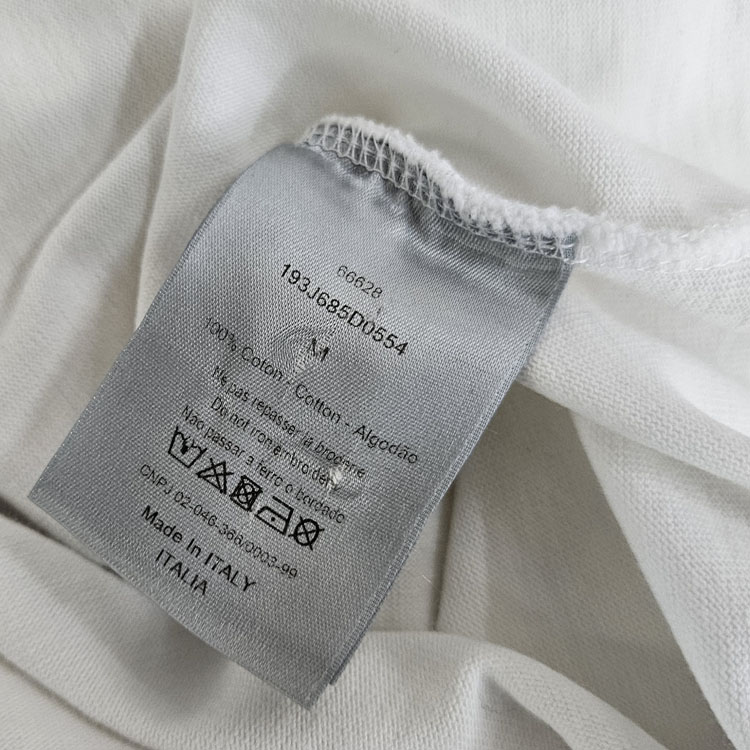 66628
193J685D0554
M
100% Coton - Cotton - Algodão
Ne pas repasser la broderie
Do not iron embroidery
Não passar a ferro o bordado
CNPJ 02-046-366/0003-99
Made In ITALY
ITALIA